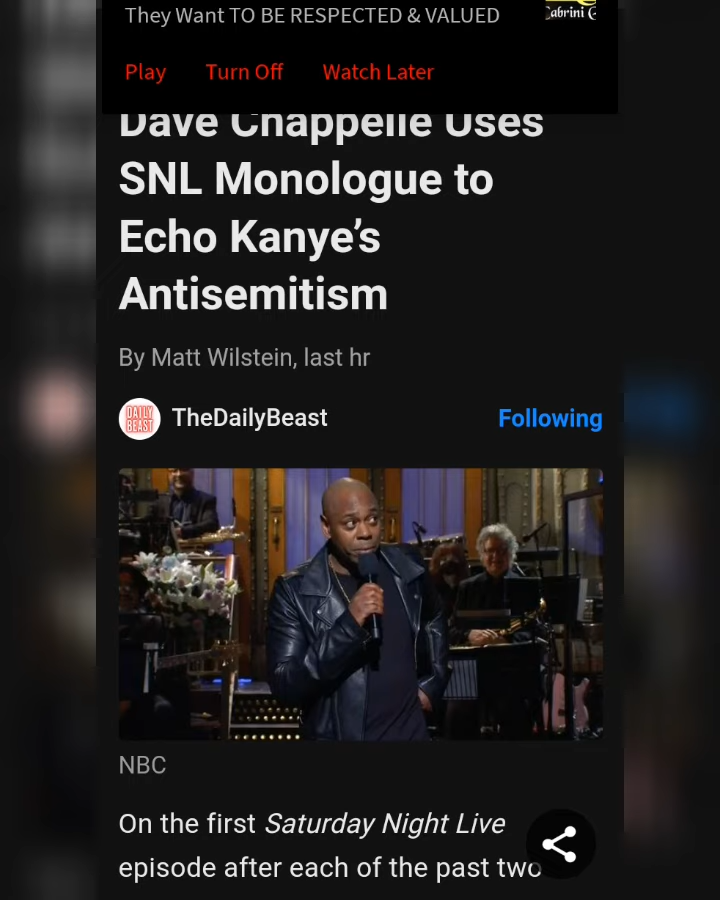 They Want TO BE RESPECTED & VALUED
Play Turn Off Watch Later
Dave Chappelle Uses
SNL Monologue to
Echo Kanye’s
Antisemitism
By Matt Wilstein, last hr
DAILY
BEAST
TheDailyBeast
Following
NBC
On the first Saturday Night Live
episode after each of the past two